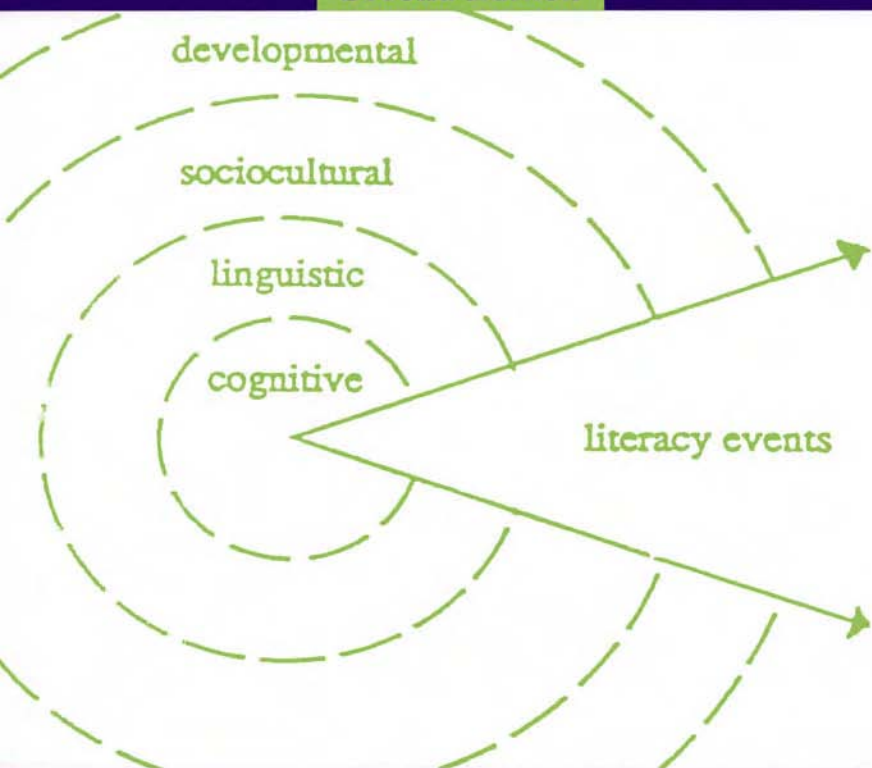 developmental
sociocultural
linguistic
cognitive
literacy events